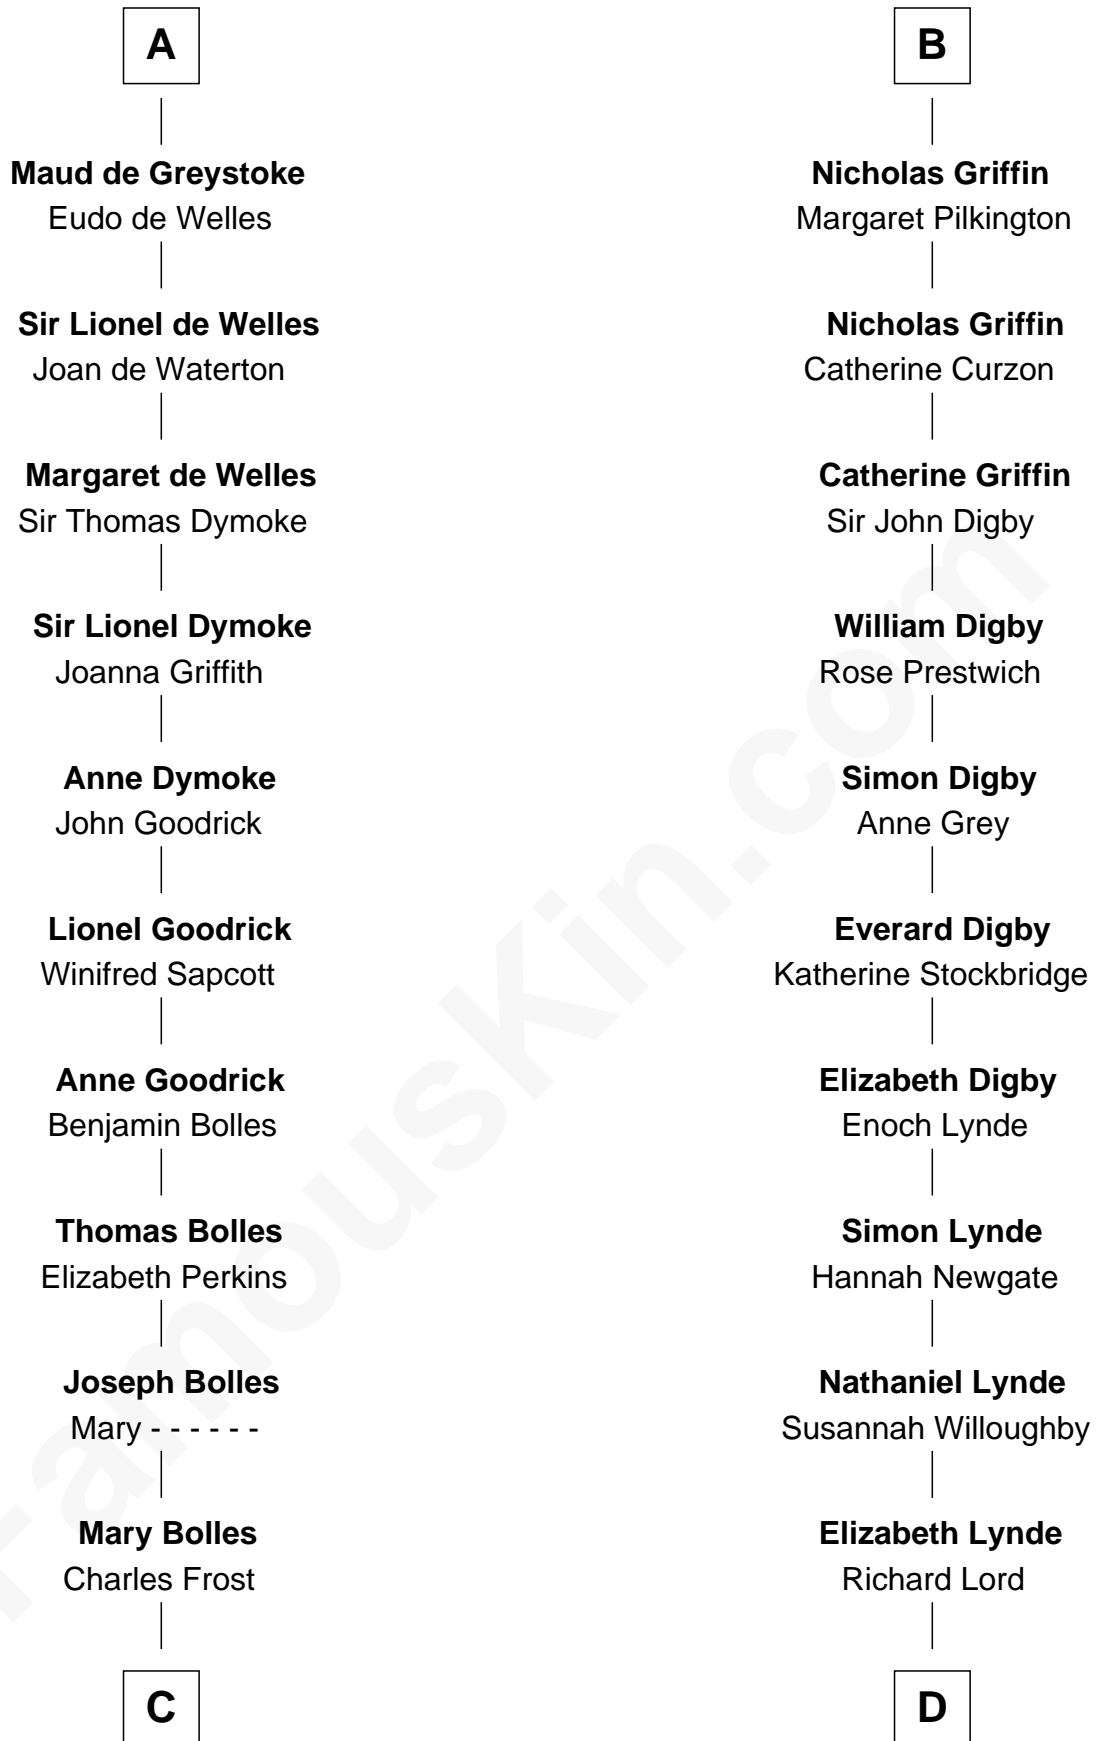 A
Maud de Greystoke
Eudo de Welles
Sir Lionel de Welles
Joan de Waterton
Margaret de Welles
Sir Thomas Dymoke
Sir Lionel Dymoke
Joanna Griffith
Anne Dymoke
John Goodrick
Lionel Goodrick
Winifred Sapcott
Anne Goodrick
Benjamin Bolles
Thomas Bolles
Elizabeth Perkins
Joseph Bolles
Mary - - - - - -
Mary Bolles
Charles Frost
C
B
Nicholas Griffin
Margaret Pilkington
Nicholas Griffin
Catherine Curzon
Catherine Griffin
Sir John Digby
William Digby
Rose Prestwich
Simon Digby
Anne Grey
Everard Digby
Katherine Stockbridge
Elizabeth Digby
Enoch Lynde
Simon Lynde
Hannah Newgate
Nathaniel Lynde
Susannah Willoughby
Elizabeth Lynde
Richard Lord
D
FamousKin.com